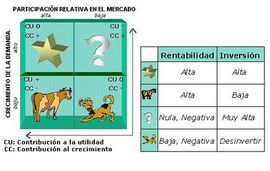 PARTICIPACIÓN RELATIVA EN EL MERCADO
alta baja
CRECIMIENTO DE LA DEMANDA
alto
bajo
CU 0
CC +
CU -
CC +
CU +
CC -
CU 0
CC -
CU: Contribución a la utilidad
CC: Contribución al crecimiento
Rentabilidad Inversión
Alta Alta
Alta Baja
Nula, Negativa Muy Alta
Baja, Negativa Desinvertir